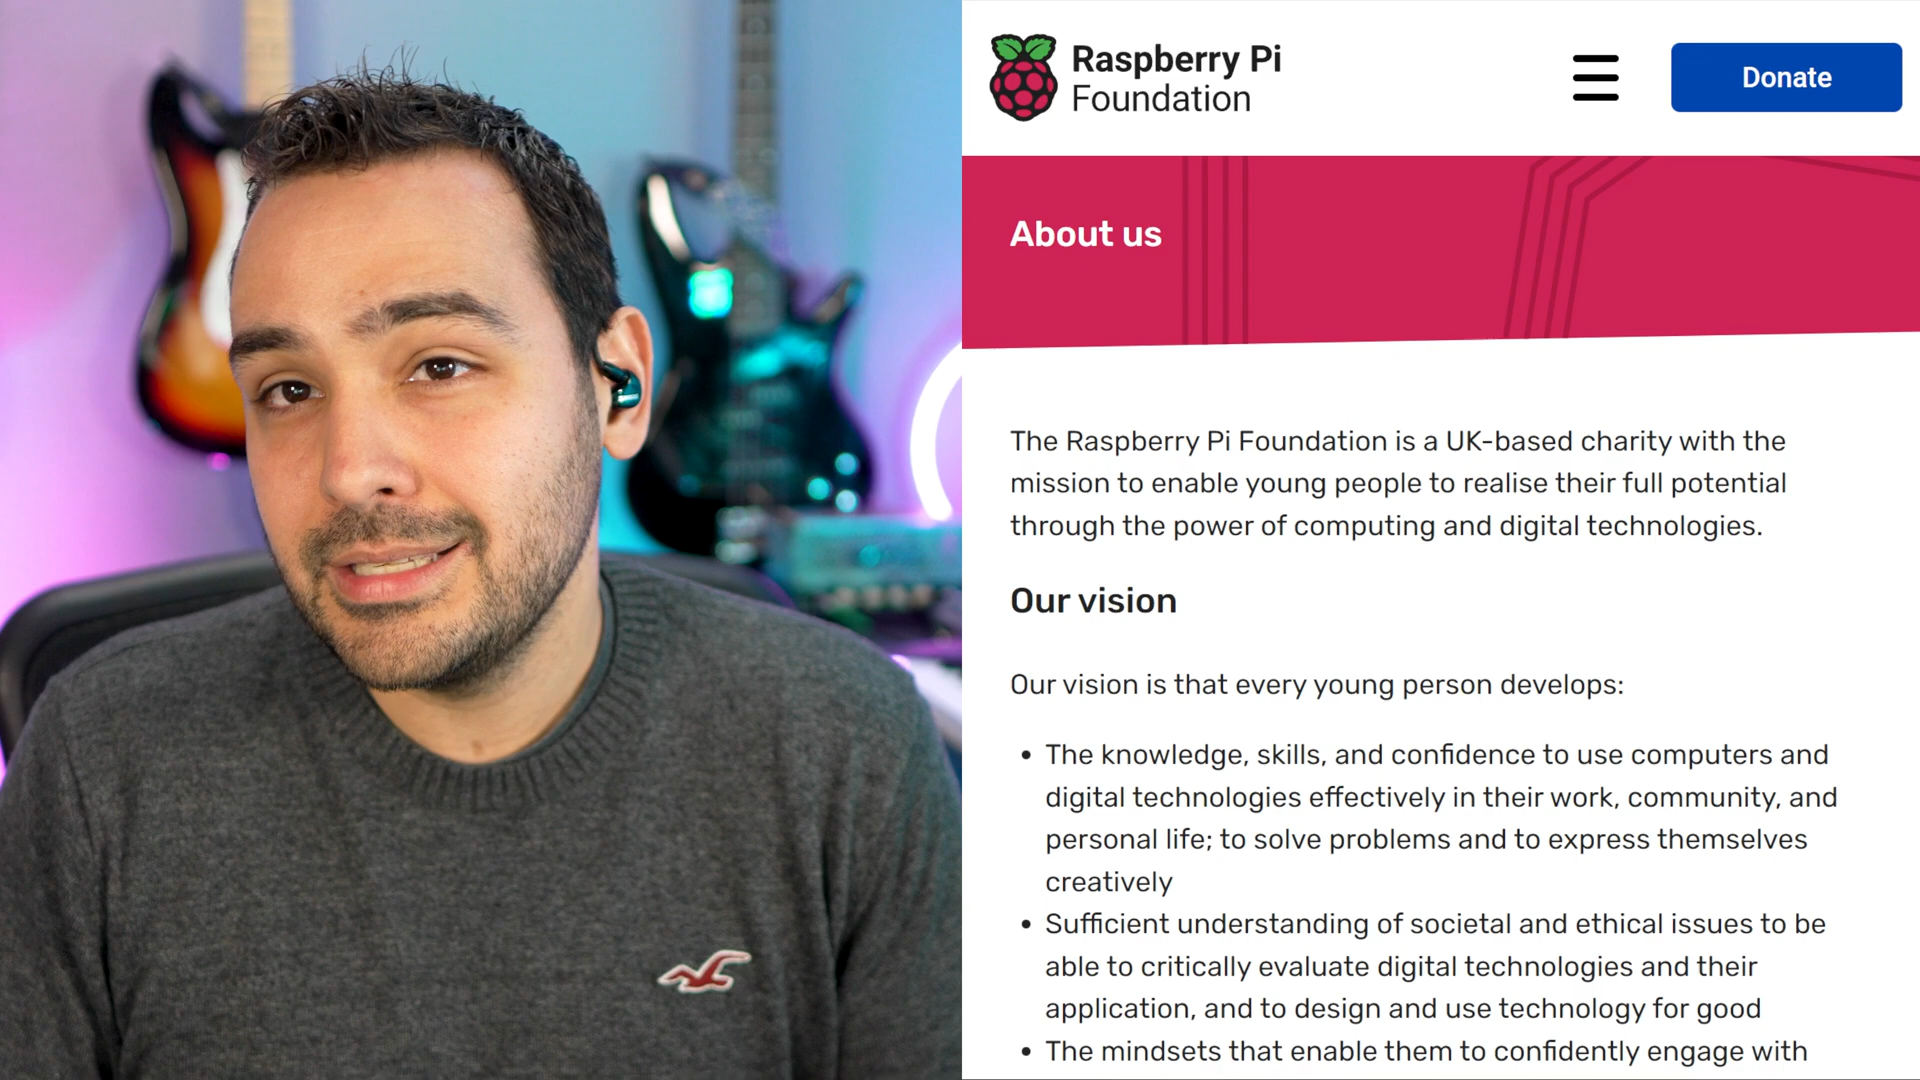 Raspberry Pi
Foundation
Donate
About us
The Raspberry Pi Foundation is a UK-based charity with the
mission to enable young people to realise their full potential
through the power of computing and digital technologies.
Our vision
Our vision is that every young person develops:
• The knowledge, skills, and confidence to use computers and
digital technologies effectively in their work, community, and
personal life; to solve problems and to express themselves
creatively
• Sufficient understanding of societal and ethical issues to be
able to critically evaluate digital technologies and their
application, and to design and use technology for good
• The mindsets that enable them to confidently engage with